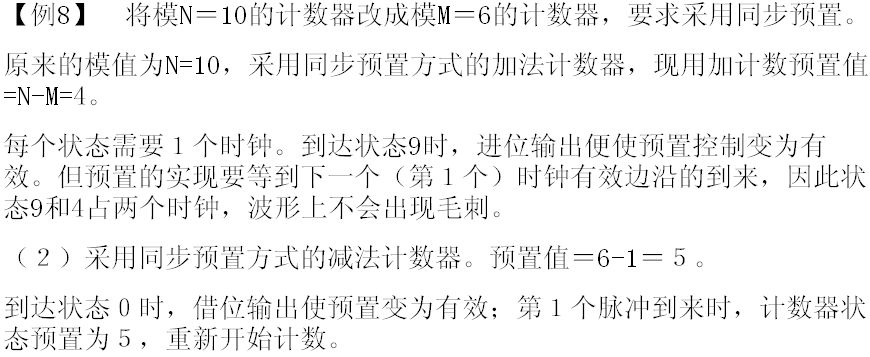 【例8】 将模N＝10的计数器改成模M＝6的计数器，要求采用同步预置。
原来的模值为N=10，采用同步预置方式的加法计数器，现用加计数预置值
=N-M=4。
每个状态需要１个时钟。到达状态9时，进位输出便使预置控制变为有
效。但预置的实现要等到下一个（第１个）时钟有效边沿的到来，因此状
态9和4占两个时钟，波形上不会出现毛刺。
（２）采用同步预置方式的减法计数器。预置值＝6-1＝５。
到达状态０时，借位输出使预置变为有效；第１个脉冲到来时，计数器状
态预置为５，重新开始计数。